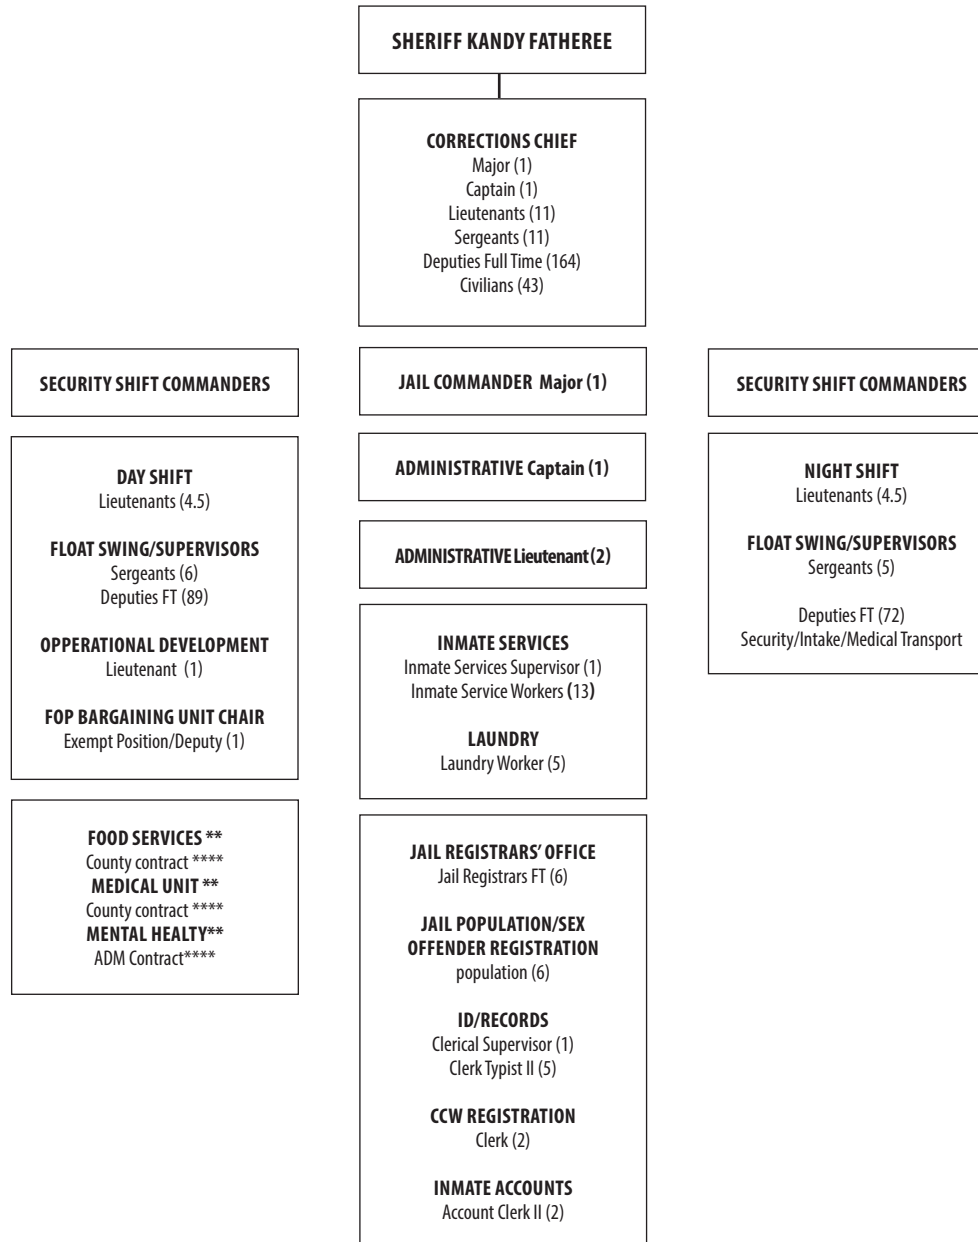 SHERIFF KANDY FATHEREE
CORRECTIONS CHIEF
Major (1)
Captain (1)
Lieutenants (11)
Sergeants (11)
Deputies Full Time (164)
Civilians (43)
SECURITY SHIFT COMMANDERS
DAY SHIFT
Lieutenants (4.5)
FLOAT SWING/SUPERVISORS
Sergeants (6)
Deputies FT (89)
OPPERATIONAL DEVELOPMENT
Lieutenant (1)
FOP BARGAINING UNIT CHAIR
Exempt Position/Deputy (1)
FOOD SERVICES **
County contract ****
MEDICAL UNIT **
County contract ****
MENTAL HEALTY**
ADM Contract****
JAIL COMMANDER Major (1)
ADMINISTRATIVE Captain (1)
ADMINISTRATIVE Lieutenant (2)
INMATE SERVICES
Inmate Services Supervisor (1)
Inmate Service Workers (13)
LAUNDRY
Laundry Worker (5)
JAIL REGISTRARS' OFFICE
Jail Registrars FT (6)
JAIL POPULATION/SEX
OFFENDER REGISTRATION
population (6)
ID/RECORDS
Clerical Supervisor (1)
Clerk Typist II (5)
CCW REGISTRATION
Clerk (2)
INMATE ACCOUNTS
Account Clerk II (2)
SECURITY SHIFT COMMANDERS
NIGHT SHIFT
Lieutenants (4.5)
FLOAT SWING/SUPERVISORS
Sergeants (5)
Deputies FT (72)
Security/Intake/Medical Transport